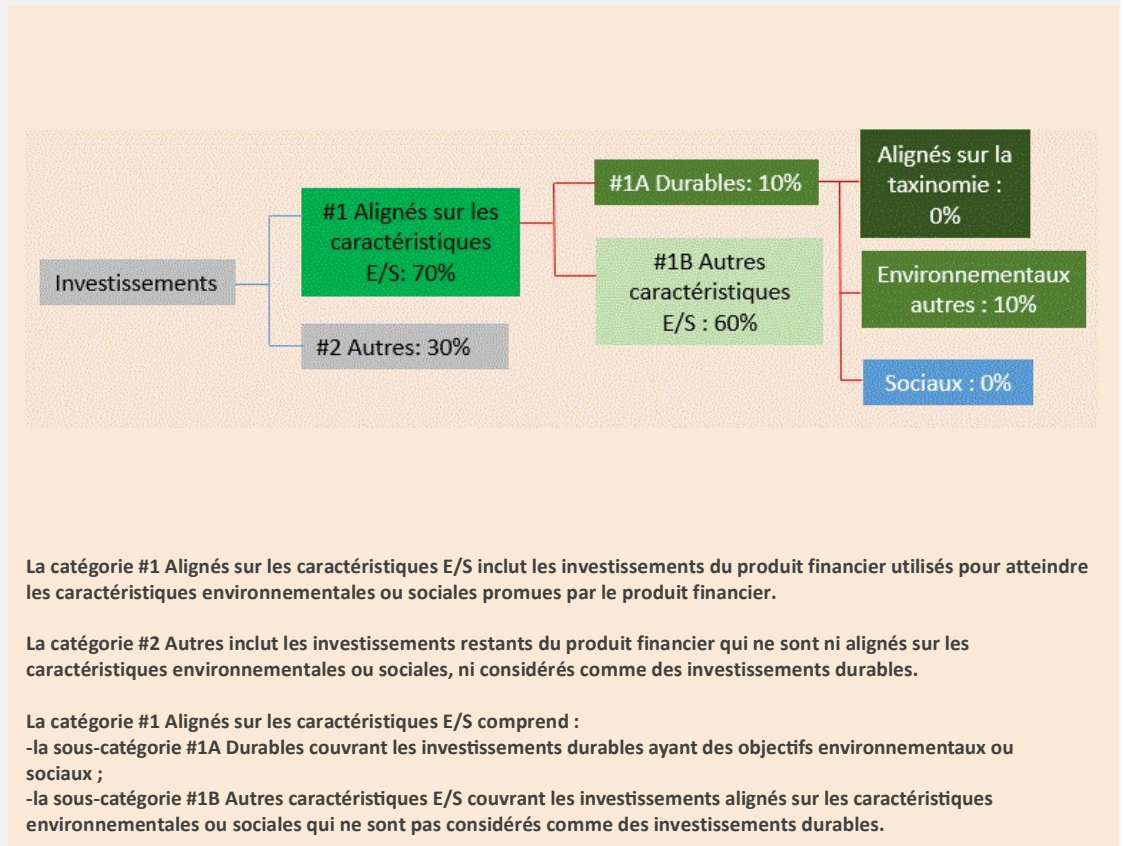 Investissements
#1 Alignés sur les
caractéristiques
E/S: 70%
#2 Autres: 30%
#1A Durables: 10%
#1B Autres
caractéristiques
E/S : 60%
Alignés sur la
taxinomie :
0%
Environnementaux
autres : 10%
Sociaux : 0%
La catégorie #1 Alignés sur les caractéristiques E/S inclut les investissements du produit financier utilisés pour atteindre
les caractéristiques environnementales ou sociales promues par le produit financier.
La catégorie #2 Autres inclut les investissements restants du produit financier qui ne sont ni alignés sur les
caractéristiques environnementales ou sociales, ni considérés comme des investissements durables.
La catégorie #1 Alignés sur les caractéristiques E/S comprend :
-la sous-catégorie #1A Durables couvrant les investissements durables ayant des objectifs environnementaux ou
sociaux ;
-la sous-catégorie #1B Autres caractéristiques E/S couvrant les investissements alignés sur les caractéristiques
environnementales ou sociales qui ne sont pas considérés comme des investissements durables.